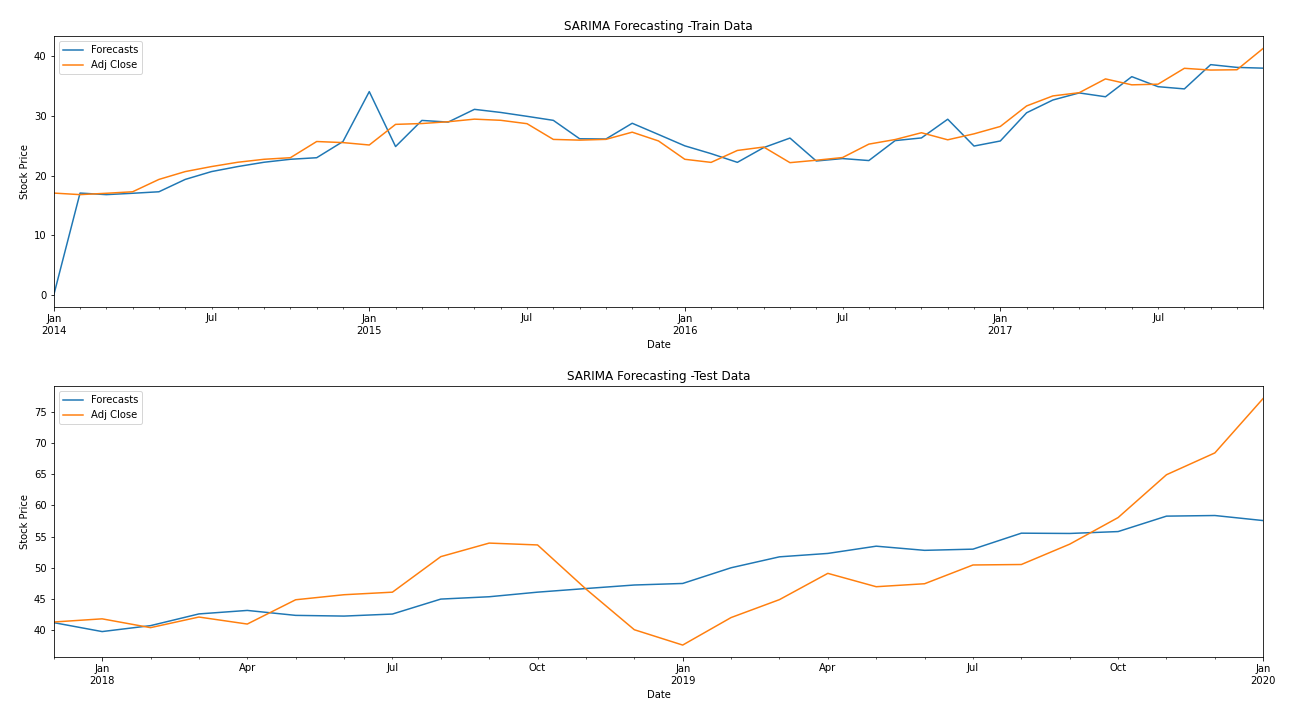 SARIMA Forecasting -Train Data
Forecasts
Adj Close
Stock Price
40
30
20
10
0
Jan Jul Jan Jul Jan Jul Jan Jul
2014 2015 2016 2017
Date
SARIMA Forecasting -Test Data
Forecasts
Adj Close
Stock Price
75
70
65
60
55
50
45
40
Jan Apr Jul Oct Jan Apr Jul Oct Jan
2018 2019 2020
Date